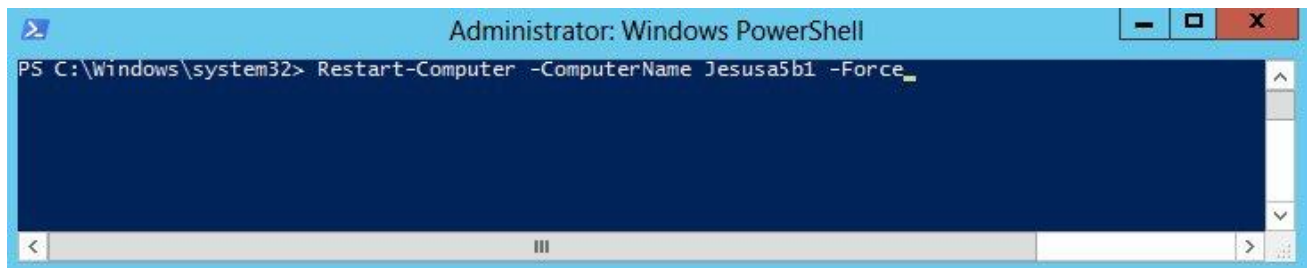 Administrator: Windows PowerShell
PS C:\Windows\system32> Restart-Computer -ComputerName Jesusa5b1 -Force